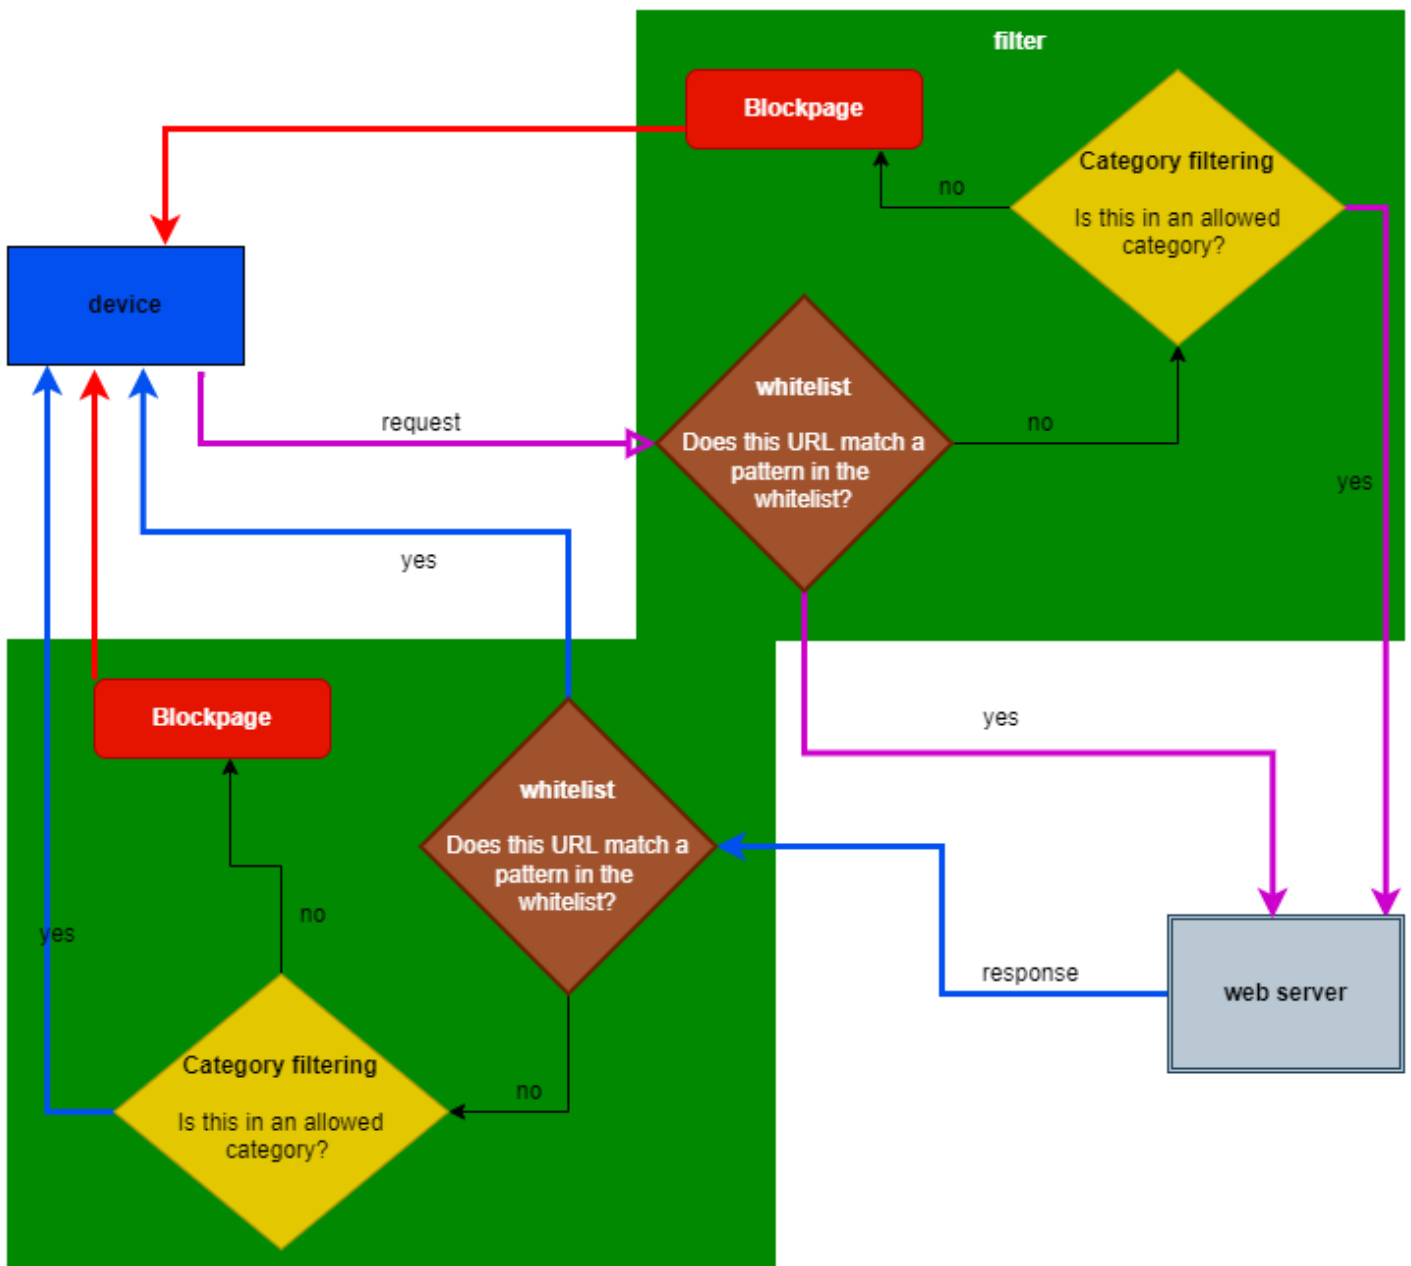 filter
Blockpage
Category filtering
no
Is this in an allowed
category?
device
whitelist
request
no
Does this URL match a
pattern in the
whitelist?
yes
yes
Blockpage
yes
whitelist
Does this URL match a
pattern in the
whitelist?
no
yes
response
web server
Category filtering
no
Is this in an allowed
category?